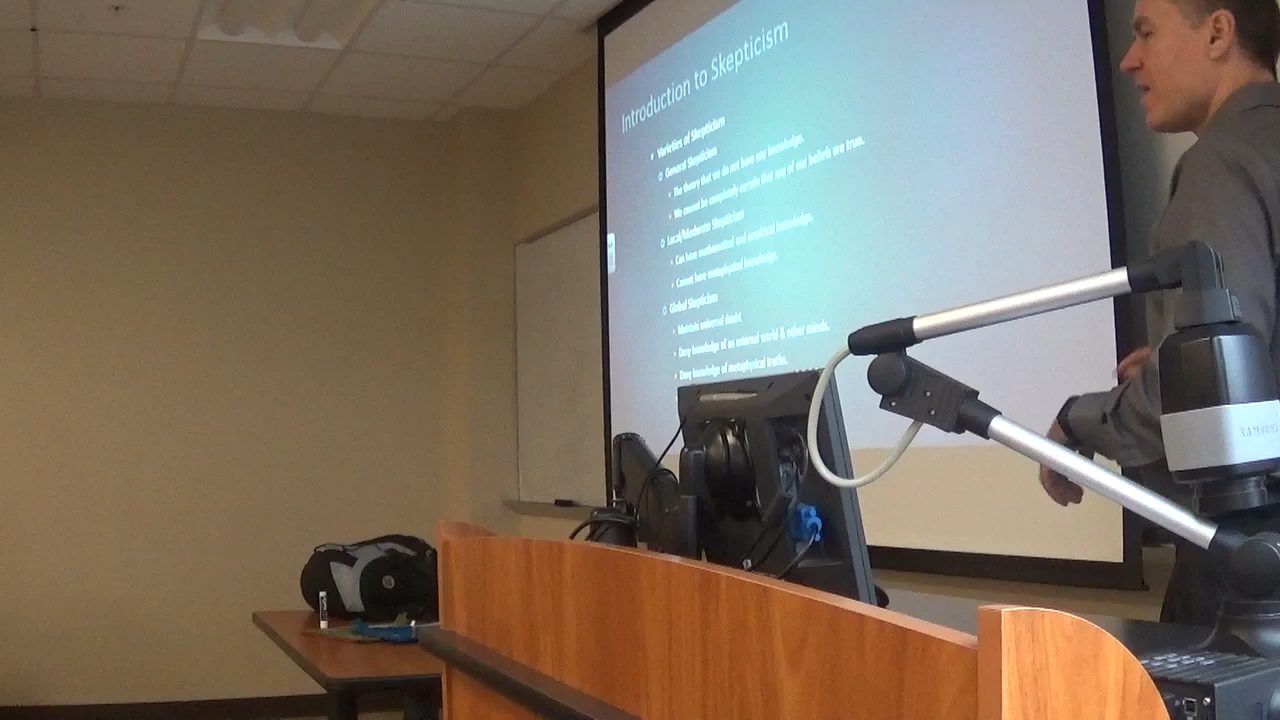 Introduction to Skepticism
Varieties of Skepticism
General Skepticism
The theory that we do not have any knowledge.
We cannot be completely certain that any of our beliefs are true.
Local/Moderate Skepticism
Can have mathematical and empirical knowledge.
Cannot have metaphysical knowledge.
Global Skepticism
Maintain universal doubt
Deny knowledge of an external world & other minds.
Deny knowledge of metaphysical truths.
SAMSUNG